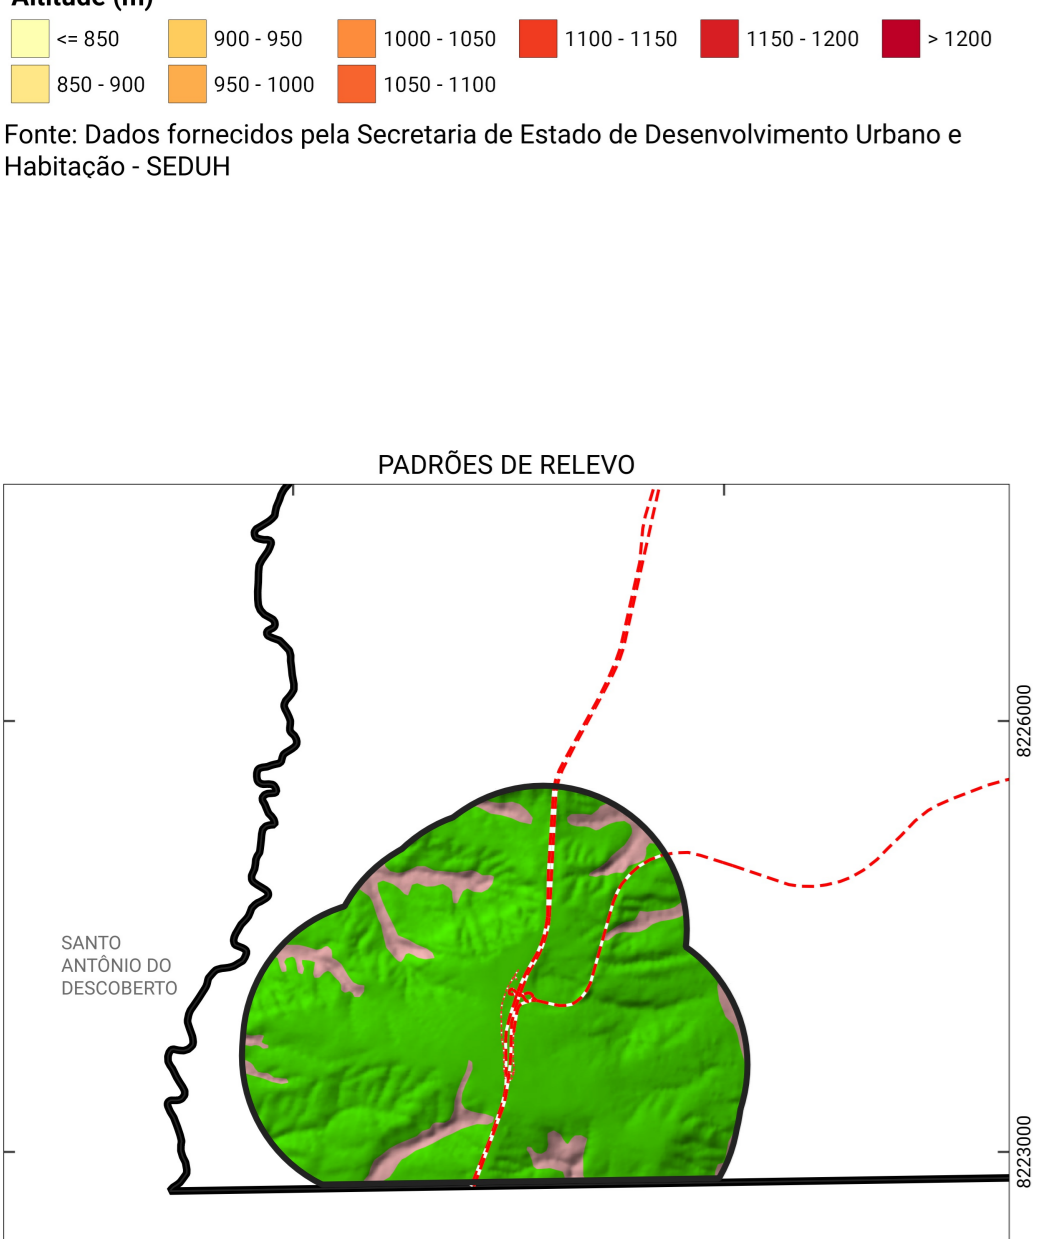 Altitude (m)
<= 850
900 - 950
1000 - 1050
1100 - 1150
1150 - 1200
> 1200
850 - 900
950 - 1000
1050 - 1100
Fonte: Dados fornecidos pela Secretaria de Estado de Desenvolvimento Urbano e
Habitação - SEDUH
PADRÕES DE RELEVO
8226000
SANTO
ANTÔNIO DO
DESCOBERTO
8223000